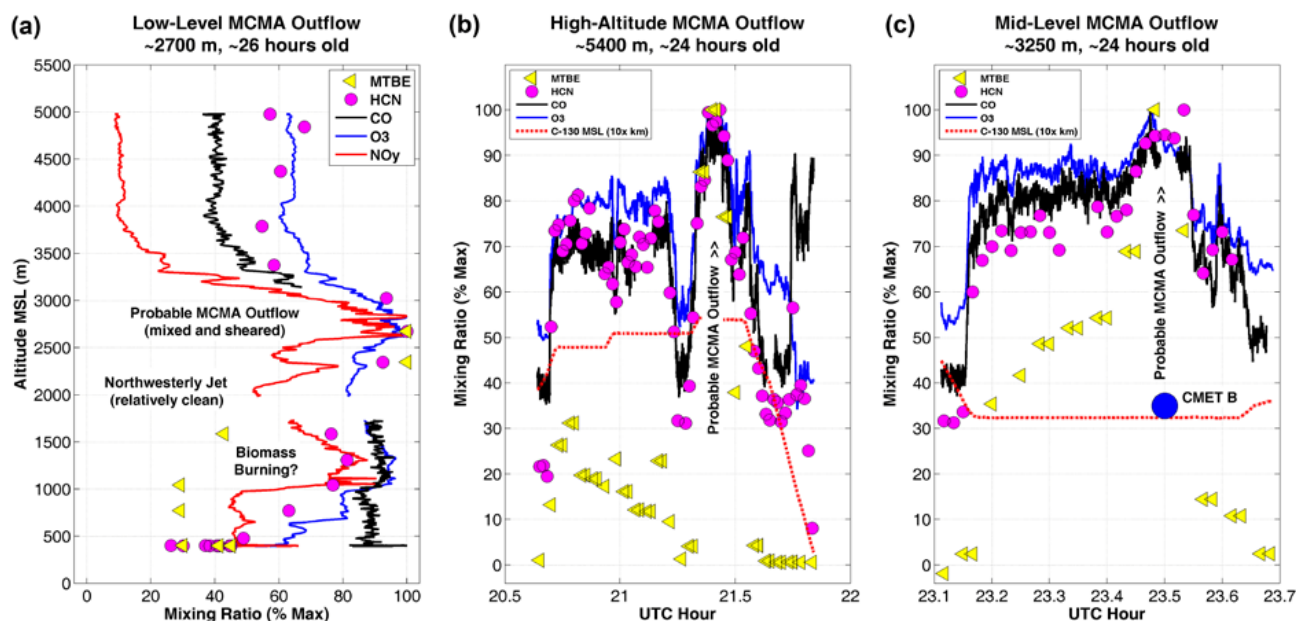 (a)
Low-Level MCMA Outflow
~2700 m, ~26 hours old
Altitude MSL (m)
5500
5000
4500
4000
3500
3000
2500
2000
1500
1000
500
0
MTBE
HCN
CO
O3
NOy
Probable MCMA Outflow
(mixed and sheared)
Northwesterly Jet
(relatively clean)
Biomass
Burning?
0 20 40 60 80 100
Mixing Ratio (% Max)
(b)
High-Altitude MCMA Outflow
~5400 m, ~24 hours old
Mixing Ratio (% Max)
100
90
80
70
60
50
40
30
20
10
0
MTBE
HCN
CO
O3
C-130 MSL (10x km)
Probable MCMA Outflow >>
20.5 21 21.5 22
UTC Hour
(c)
Mid-Level MCMA Outflow
~3250 m, ~24 hours old
Mixing Ratio (% Max)
100
90
80
70
60
50
40
30
20
10
0
MTBE
HCN
CO
O3
C-130 MSL (10x km)
Probable MCMA Outflow >>
CMET B
23.1 23.2 23.3 23.4 23.5 23.6 23.7
UTC Hour